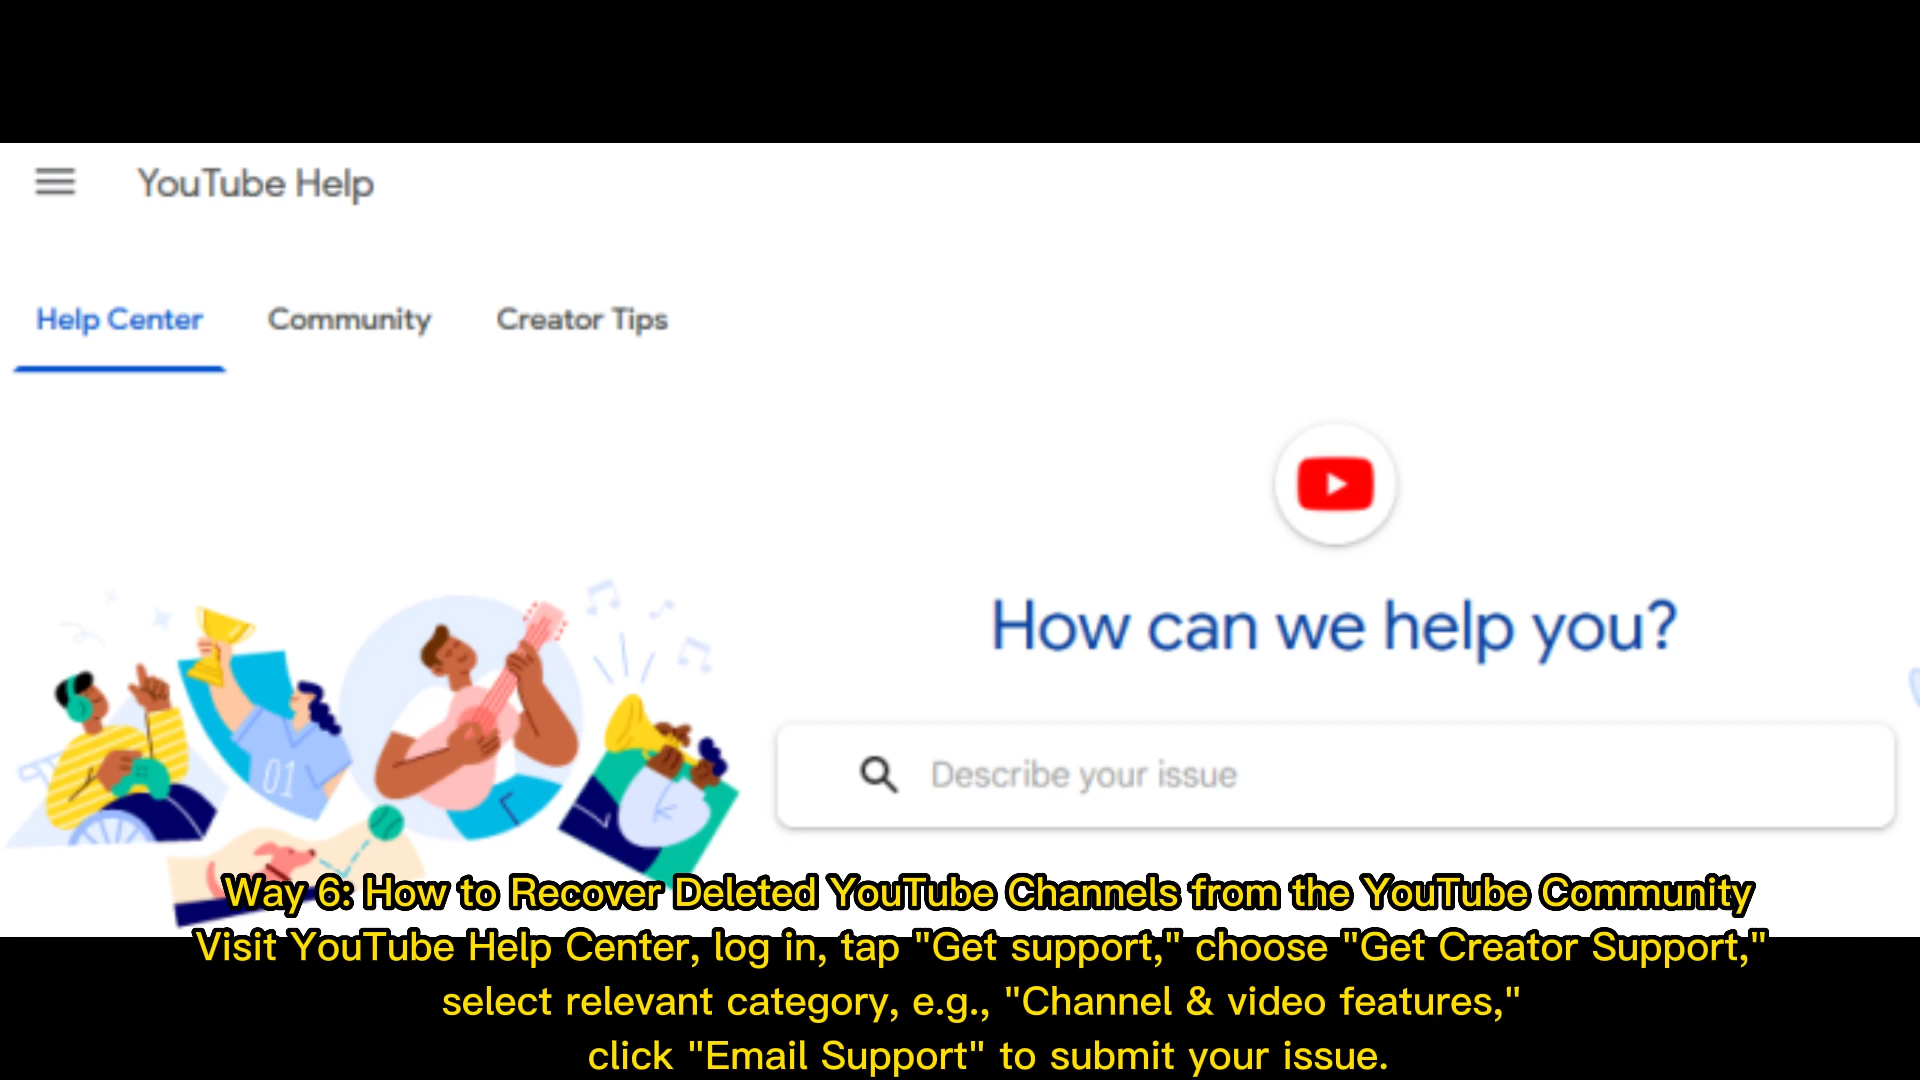 YouTube Help
Help Center Community Creator Tips
How can we help you?
01
Describe your issue
Way 6: How to Recover Deleted YouTube Channels from the YouTube Community
Visit YouTube Help Center, log in, tap "Get support," choose "Get Creator Support,"
select relevant category, e.g., "Channel & video features,"
click "Email Support" to submit your issue.